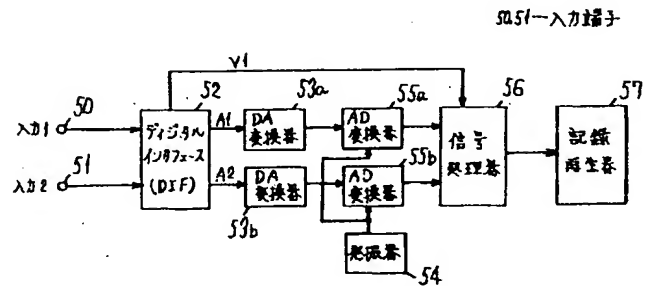 50,51—入力端子
V1
50
52
53a
55a
56
57
入力1
ディジタル
インタフェース
(DIF)
A1
DA
変換器
AD
変換器
信号
処理器
記録
再生器
51
入力2
A2
DA
変換器
AD
変換器
55b
53b
発振器
54